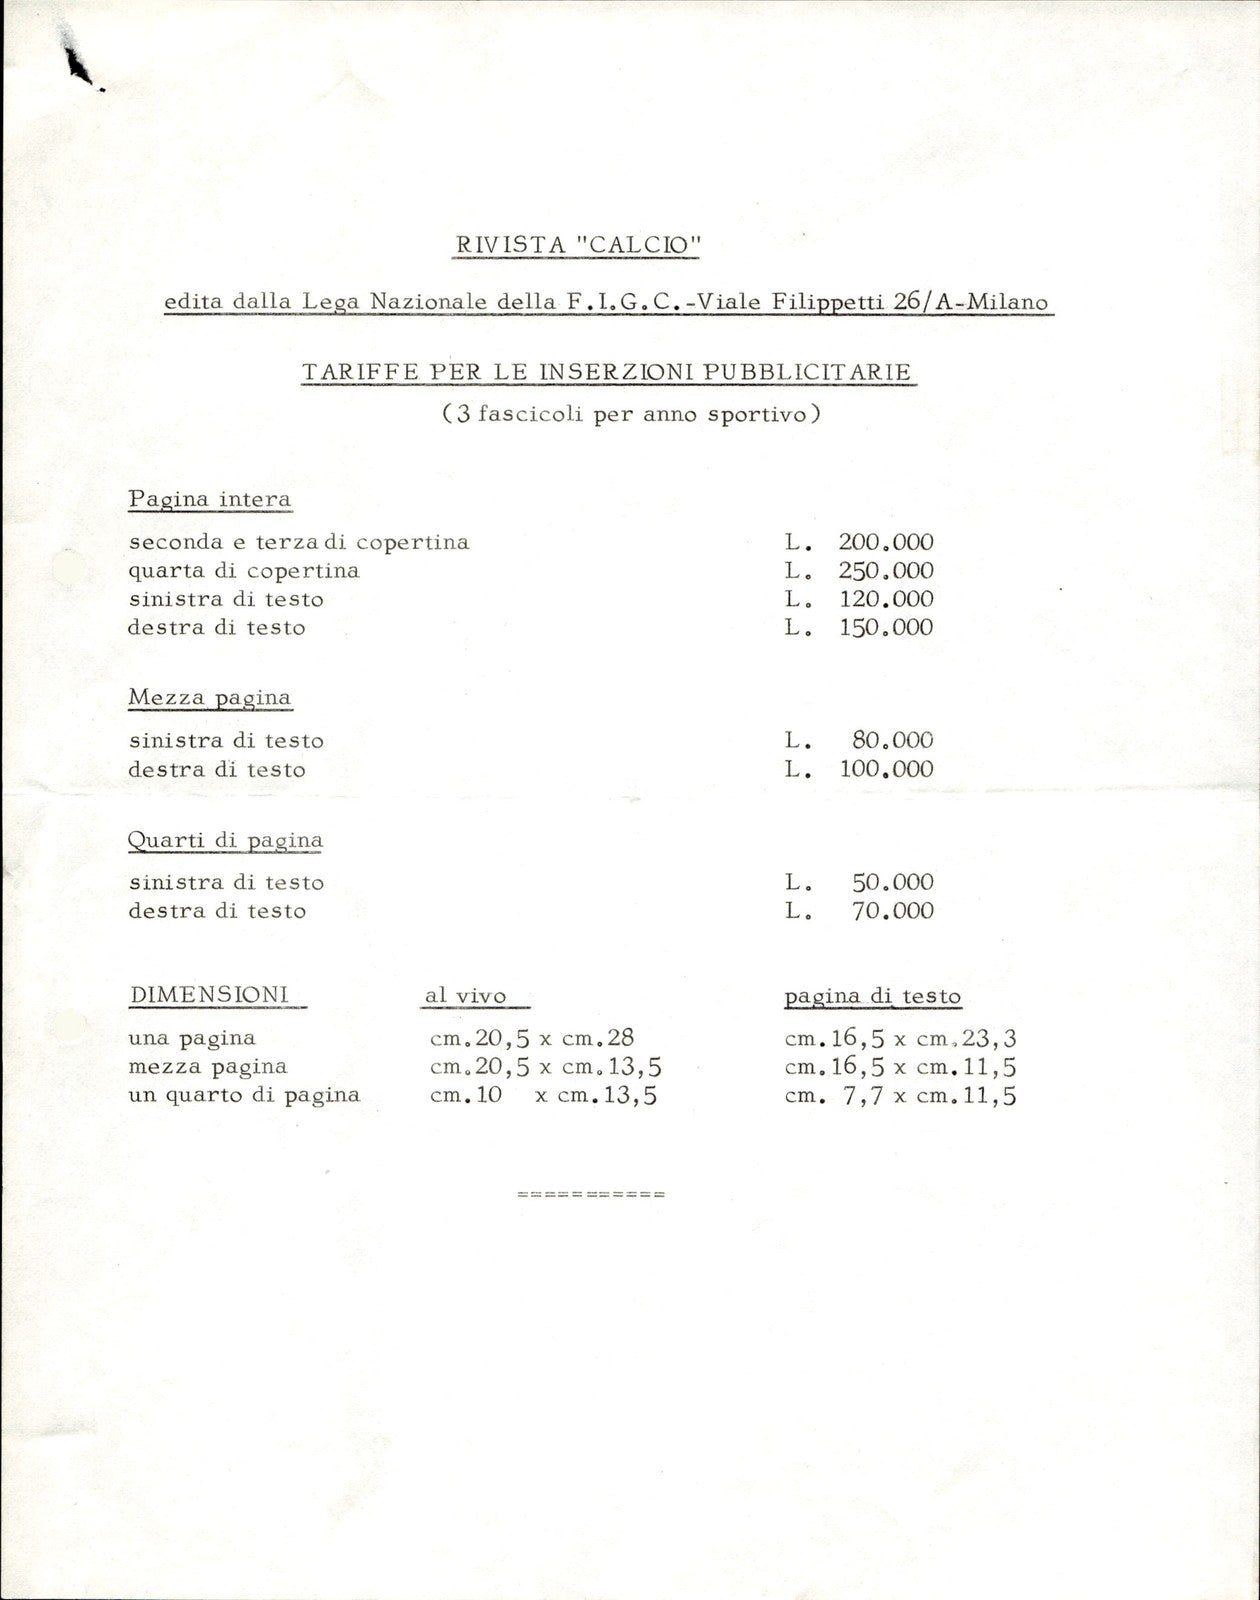 RIVISTA "CALCIO"
edita dalla Lega Nazionale della F.I.G.C.-Viale Filippetti 26/A-Milano
TARIFFE PER LE INSERZIONI PUBBLICITARIE
(3 fascicoli per anno sportivo)
Pagina intera
seconda e terza di copertina L. 200.000
quarta di copertina L. 250.000
sinistra di testo L. 120.000
destra di testo L. 150.000
Mezza pagina
sinistra di testo L. 80.000
destra di testo L. 100.000
Quarti di pagina
sinistra di testo L. 50.000
destra di testo L. 70.000
DIMENSIONI al vivo pagina di testo
una pagina cm.20,5 x cm.28 cm.16,5 x cm.23,3
mezza pagina cm.20,5 x cm.13,5 cm.16,5 x cm.11,5
un quarto di pagina cm.10 x cm.13,5 cm. 7,7 x cm.11,5
===========